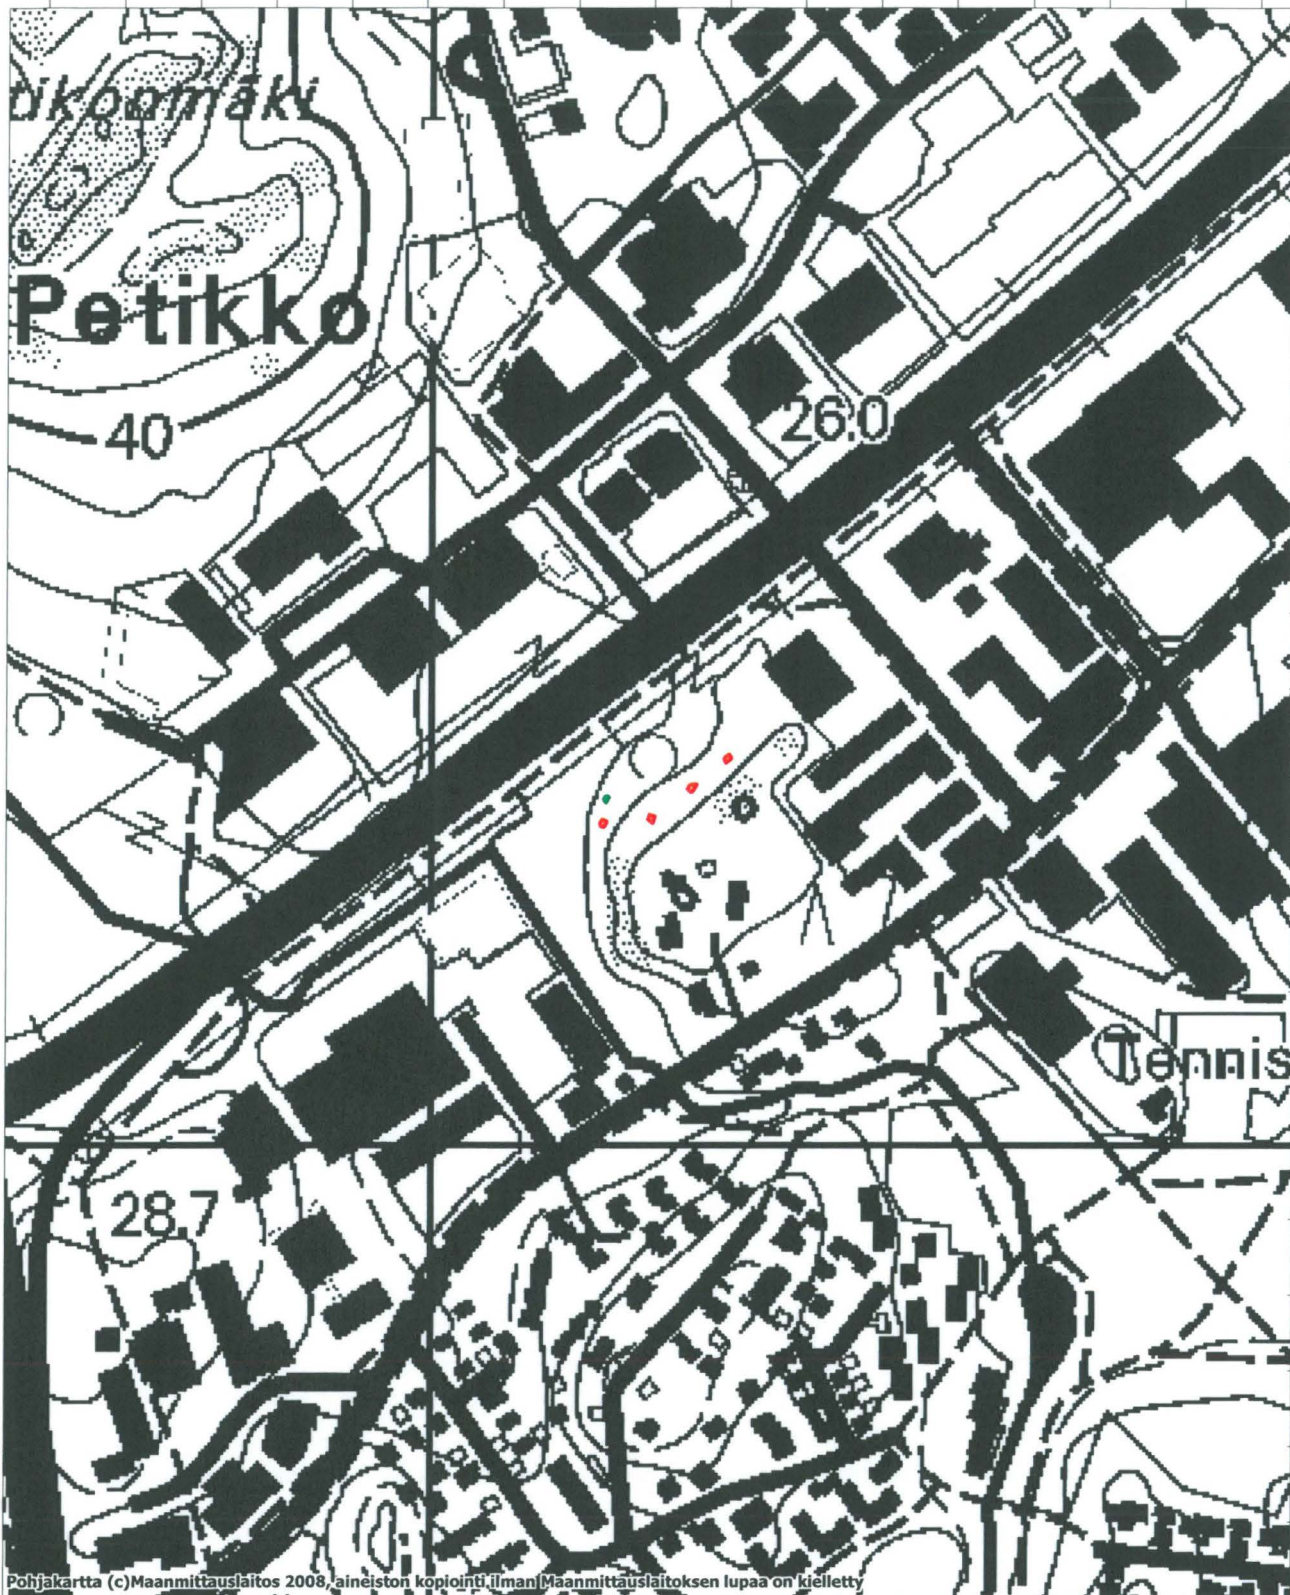 Petikko
40
26.0
Tennis
28.7
Pohjakartta (c)Maanmittauslaitos 2008, aineiston kopiointi ilman Maanmittauslaitoksen lupaa on kielletty